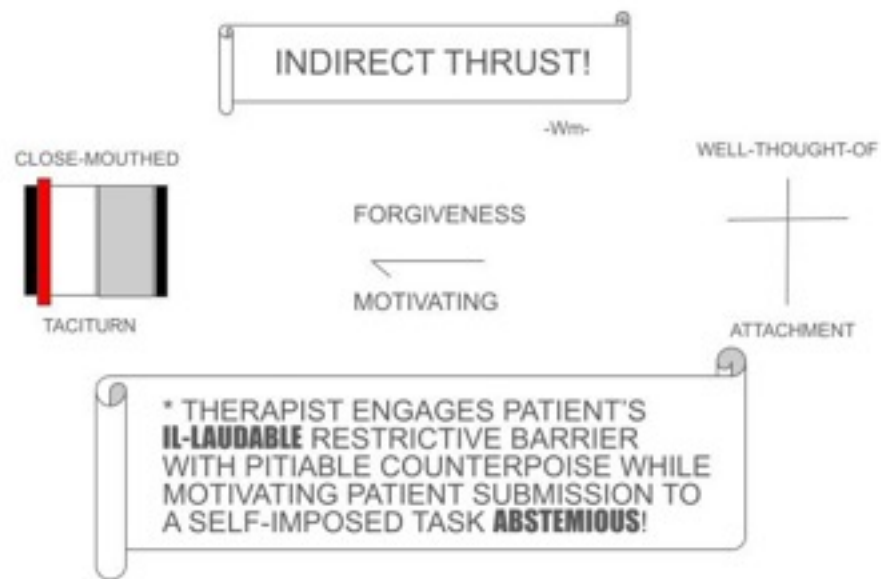 INDIRECT THRUST!
-Wm-
CLOSE-MOUTHED
WELL-THOUGHT-OF
FORGIVENESS
MOTIVATING
TACITURN
ATTACHMENT
* THERAPIST ENGAGES PATIENT'S
IL-LAUDABLE RESTRICTIVE BARRIER
WITH PITIABLE COUNTERPOISE WHILE
MOTIVATING PATIENT SUBMISSION TO
A SELF-IMPOSED TASK ABSTEMIOUS!